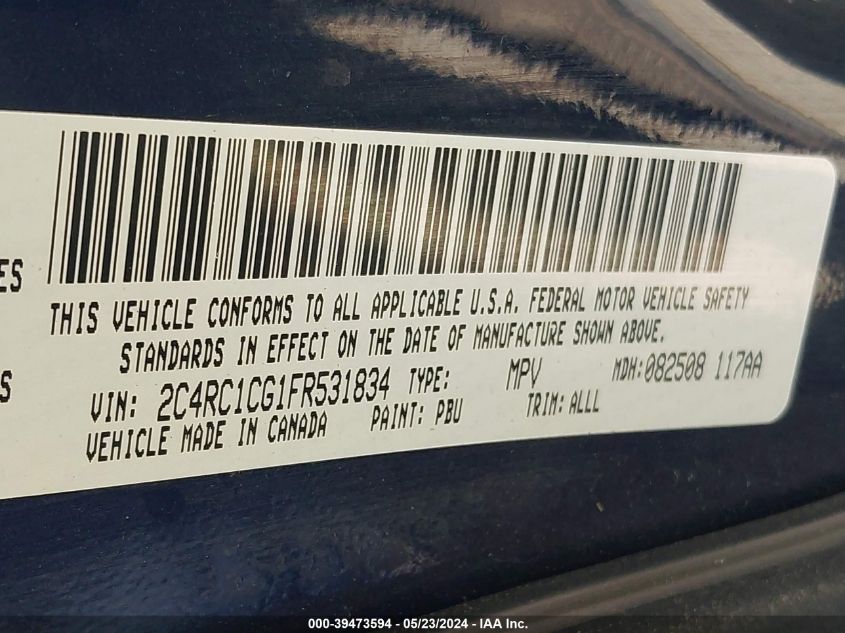 ES
THIS VEHICLE CONFORMS TO ALL APPLICABLE U.S.A. FEDERAL MOTOR VEHICLE SAFETY
STANDARDS IN EFFECT ON THE DATE OF MANUFACTURE SHOWN ABOVE.
S
VIN: 2C4RC1CG1FR531834 TYPE: MPV MDH:082508 117AA
VEHICLE MADE IN CANADA PAINT: PBU TRIM: ALLL
000-39473594 - 05/23/2024 - IAA Inc.